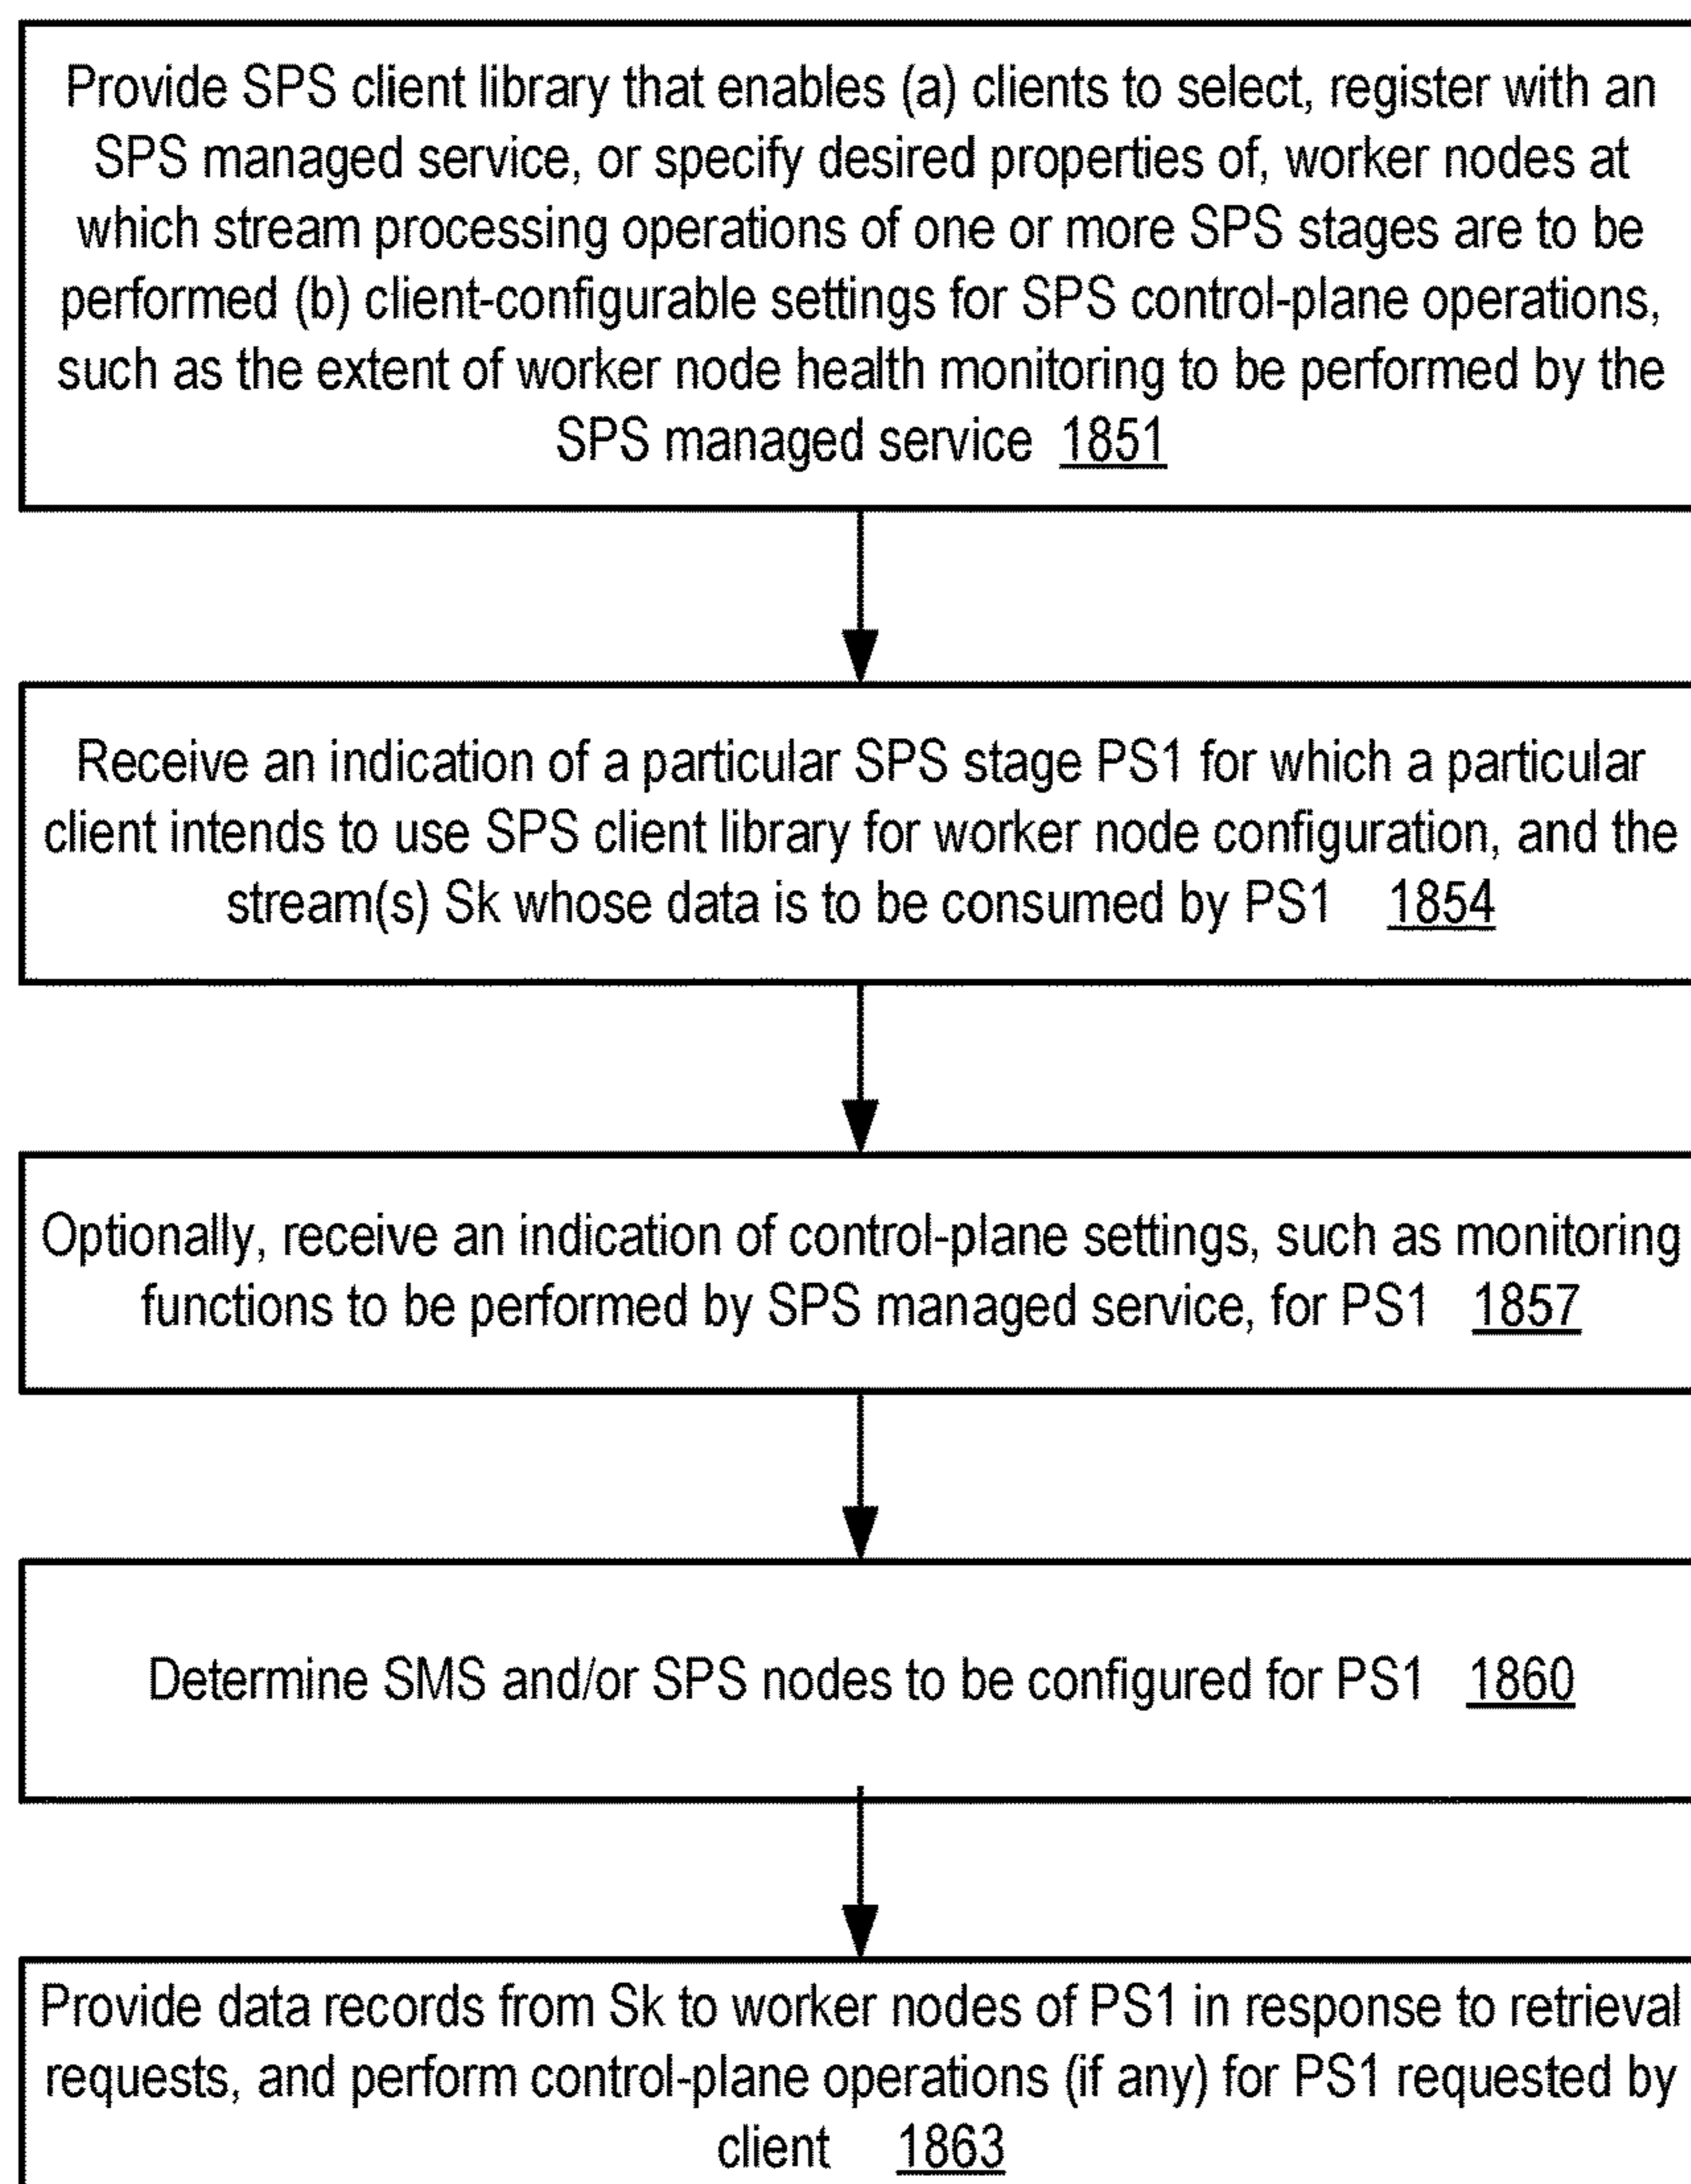 Provide SPS client library that enables (a) clients to select, register with an
SPS managed service, or specify desired properties of, worker nodes at
which stream processing operations of one or more SPS stages are to be
performed (b) client-configurable settings for SPS control-plane operations,
such as the extent of worker node health monitoring to be performed by the
SPS managed service 1851
Receive an indication of a particular SPS stage PS1 for which a particular
client intends to use SPS client library for worker node configuration, and the
stream(s) Sk whose data is to be consumed by PS1 1854
Optionally, receive an indication of control-plane settings, such as monitoring
functions to be performed by SPS managed service, for PS1 1857
Determine SMS and/or SPS nodes to be configured for PS1 1860
Provide data records from Sk to worker nodes of PS1 in response to retrieval
requests, and perform control-plane operations (if any) for PS1 requested by
client 1863